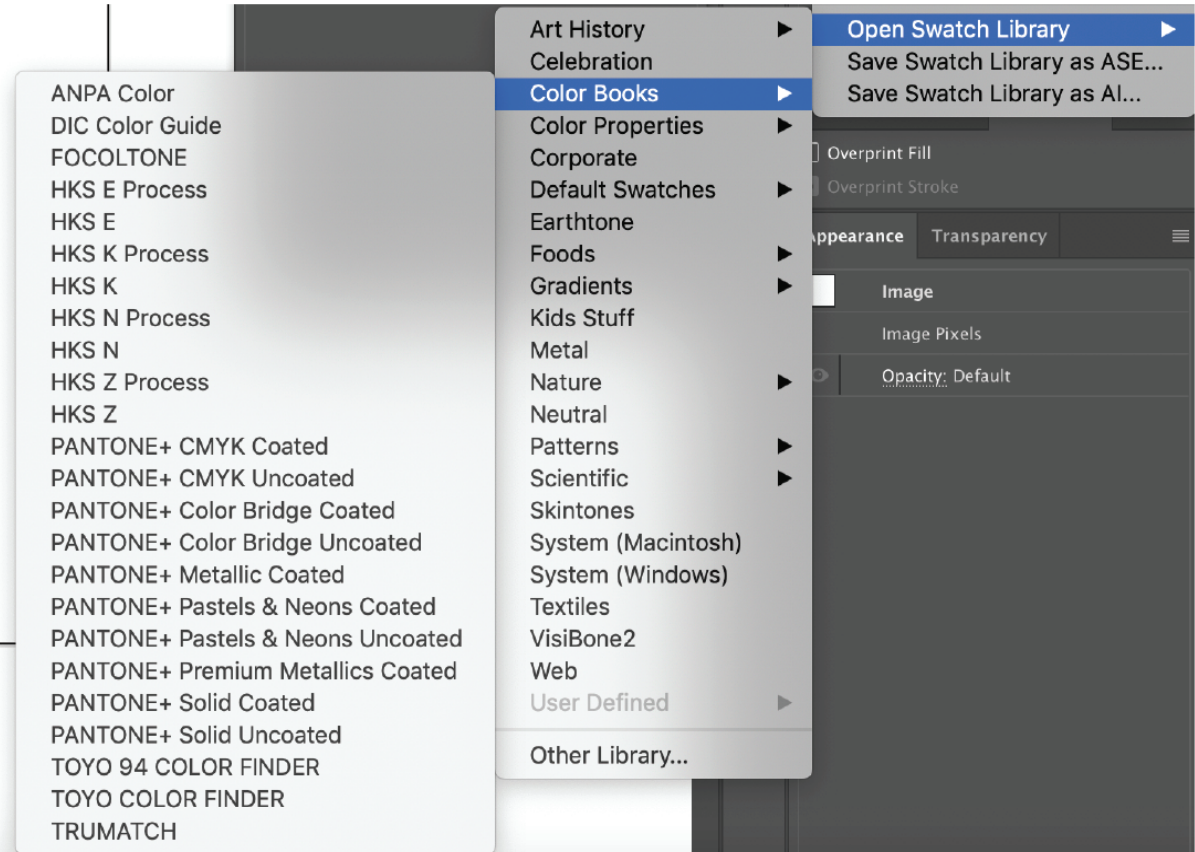 Open Swatch Library
Save Swatch Library as ASE...
Save Swatch Library as AI...
Art History
Celebration
Color Books
Color Properties
Corporate
Default Swatches
Earthtone
Foods
Gradients
Kids Stuff
Metal
Nature
Neutral
Patterns
Scientific
Skintones
System (Macintosh)
System (Windows)
Textiles
VisiBone2
Web
User Defined
Other Library...
ANPA Color
DIC Color Guide
FOCOLTONE
HKS E Process
HKS E
HKS K Process
HKS K
HKS N Process
HKS N
HKS Z Process
HKS Z
PANTONE+ CMYK Coated
PANTONE+ CMYK Uncoated
PANTONE+ Color Bridge Coated
PANTONE+ Color Bridge Uncoated
PANTONE+ Metallic Coated
PANTONE+ Pastels & Neons Coated
PANTONE+ Pastels & Neons Uncoated
PANTONE+ Premium Metallics Coated
PANTONE+ Solid Coated
PANTONE+ Solid Uncoated
TOYO 94 COLOR FINDER
TOYO COLOR FINDER
TRUMATCH
Overprint Fill
Overprint Stroke
Appearance Transparency
Image
Image Pixels
Opacity: Default